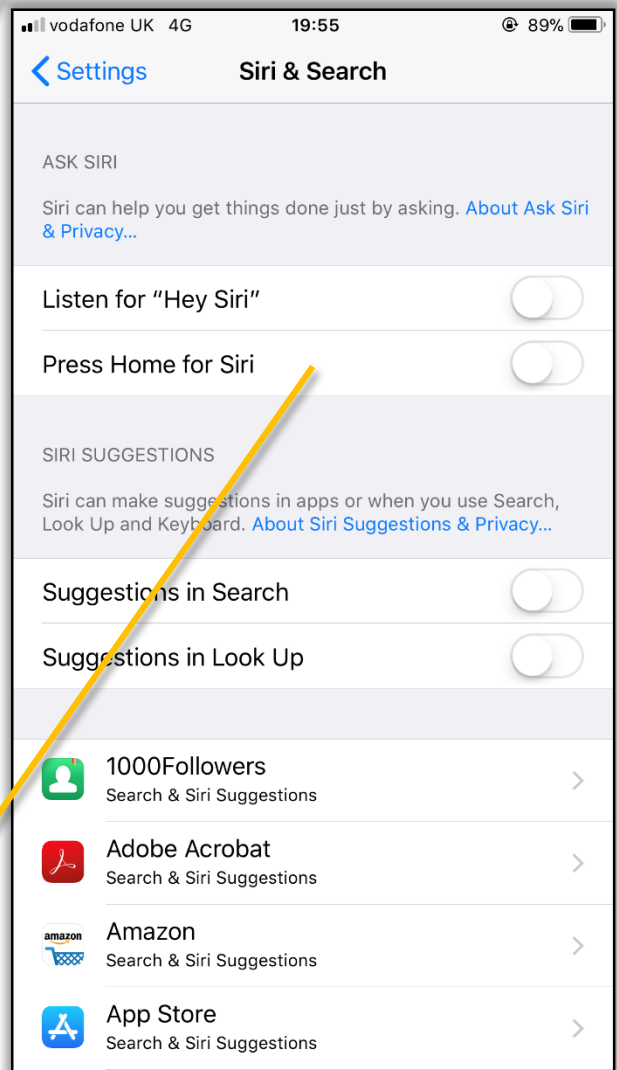 vodafone UK 4G 19:55 89%
Settings Siri & Search
ASK SIRI
Siri can help you get things done just by asking. About Ask Siri
& Privacy...
Listen for “Hey Siri”
Press Home for Siri
SIRI SUGGESTIONS
Siri can make suggestions in apps or when you use Search,
Look Up and Keyboard. About Siri Suggestions & Privacy...
Suggestions in Search
Suggestions in Look Up
1000Followers
Search & Siri Suggestions
Adobe Acrobat
Search & Siri Suggestions
amazon
Amazon
Search & Siri Suggestions
App Store
Search & Siri Suggestions